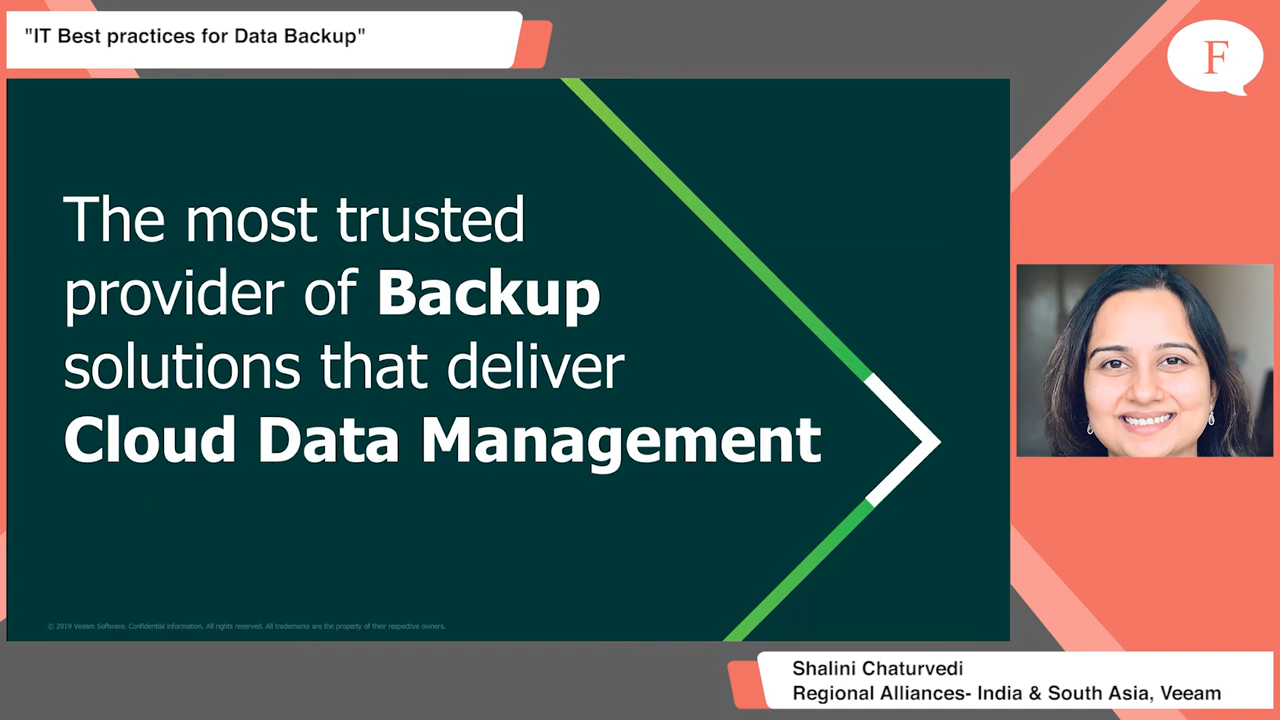 "IT Best practices for Data Backup"
F
The most trusted
provider of Backup
solutions that deliver
Cloud Data Management
© 2019 Veeam Software. Confidential information. All rights reserved. All trademarks are the property of their respective owners.
Shalini Chaturvedi
Regional Alliances- India & South Asia, Veeam